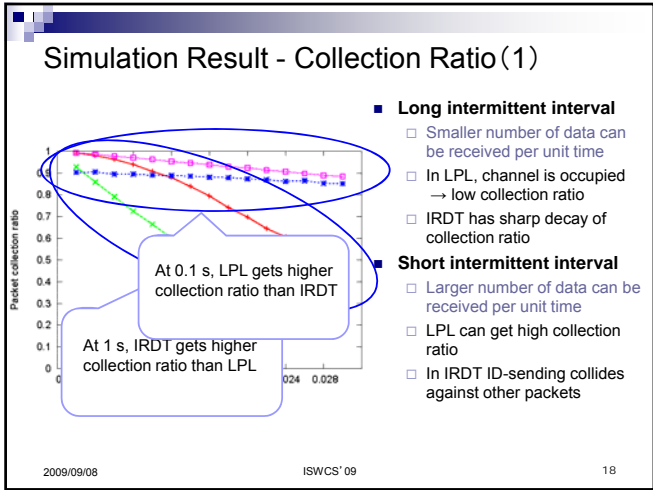 Simulation Result - Collection Ratio（1）
■ Long intermittent interval
□ Smaller number of data can
be received per unit time
□ In LPL, channel is occupied
→ low collection ratio
□ IRDT has sharp decay of
collection ratio
■ Short intermittent interval
□ Larger number of data can be
received per unit time
□ LPL can get high collection
ratio
□ In IRDT ID-sending collides
against other packets
Packet collection ratio
1
0.9
0.8
0.7
0.6
0.5
0.4
0.3
0.2
0.1
0
024 0.028
At 0.1 s, LPL gets higher
collection ratio than IRDT
At 1 s, IRDT gets higher
collection ratio than LPL
2009/09/08
ISWCS’09
18